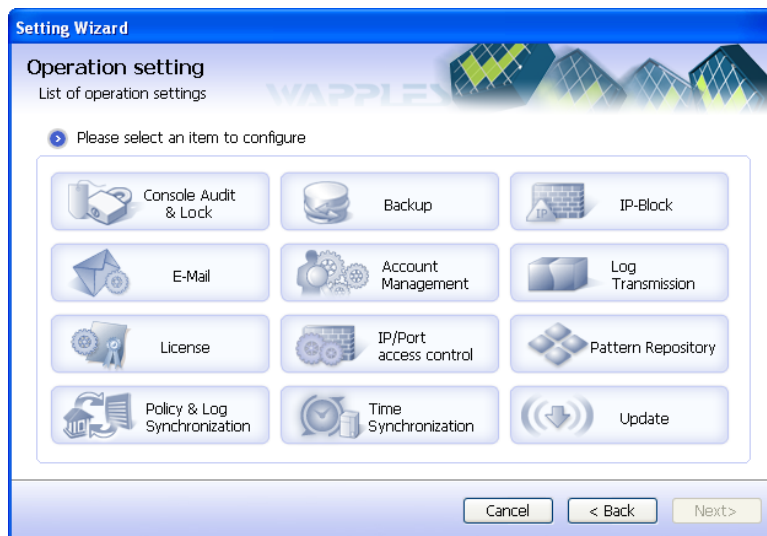 Setting Wizard
Operation setting
List of operation settings
WAPPLES
Please select an item to configure
Console Audit
& Lock
Backup
IP
IP-Block
E-Mail
Account
Management
Log
Transmission
License
IP/Port
access control
Pattern Repository
Policy & Log
Synchronization
Time
Synchronization
Update
Cancel
< Back
Next>